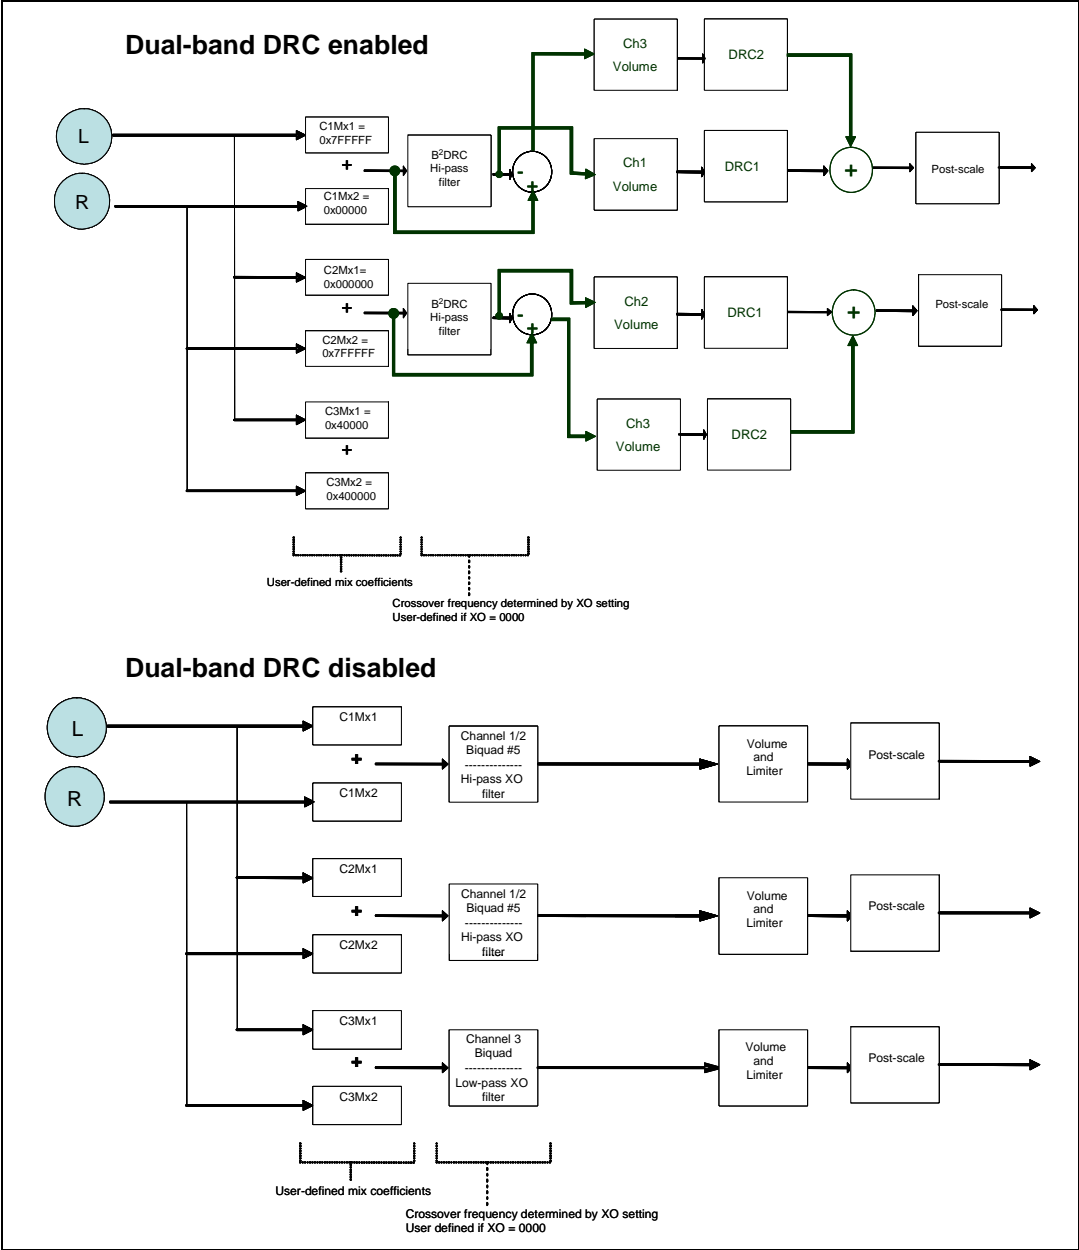 Dual-band DRC enabled
Ch3
Volume
DRC2
L
C1Mx1 =
0x7FFFFF
+
B²DRC
Hi-pass
filter
-
+
Ch1
Volume
DRC1
+
Post-scale
R
C1Mx2 =
0x00000
C2Mx1=
0x000000
+
B²DRC
Hi-pass
filter
-
+
Ch2
Volume
DRC1
+
Post-scale
C2Mx2 =
0x7FFFFF
C3Mx1 =
0x40000
+
Ch3
Volume
DRC2
C3Mx2 =
0x400000
User-defined mix coefficients
Crossover frequency determined by XO setting
User-defined if XO = 0000
Dual-band DRC disabled
L
C1Mx1
+
Channel 1/2
Biquad #5
--------------
Hi-pass XO
filter
Volume
and
Limiter
Post-scale
R
C1Mx2
C2Mx1
+
Channel 1/2
Biquad #5
--------------
Hi-pass XO
filter
Volume
and
Limiter
Post-scale
C2Mx2
C3Mx1
+
Channel 3
Biquad
--------------
Low-pass XO
filter
Volume
and
Limiter
Post-scale
C3Mx2
User-defined mix coefficients
Crossover frequency determined by XO setting
User defined if XO = 0000